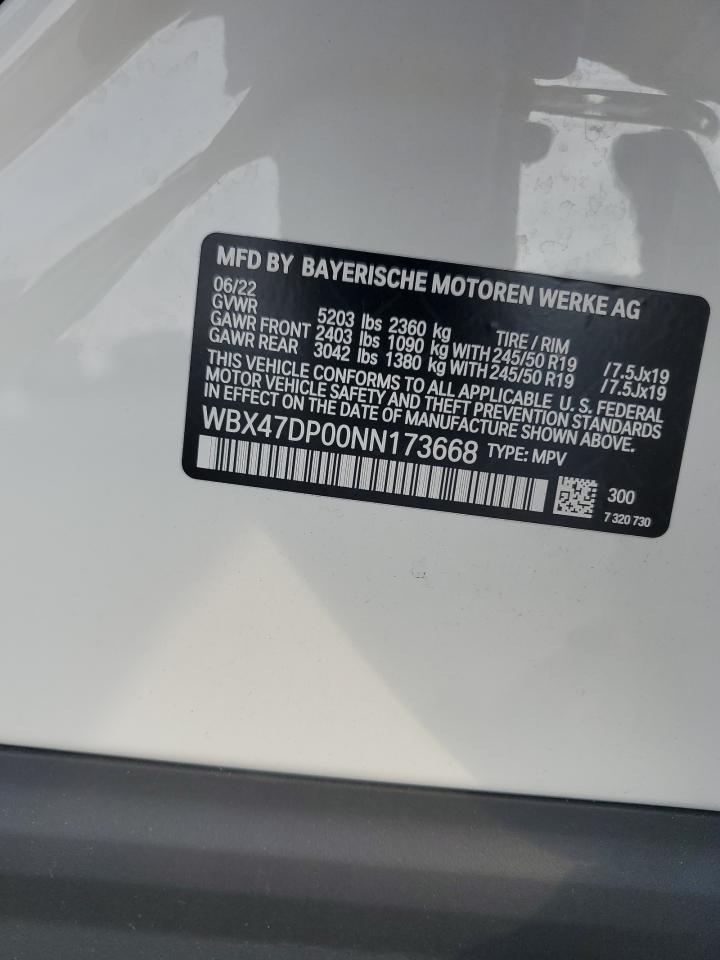 MFD BY BAYERISCHE MOTOREN WERKE AG
06/22
GVWR 5203 lbs 2360 kg TIRE / RIM
GAWR FRONT 2403 lbs 1090 kg WITH 245/50 R19 /7.5Jx19
GAWR REAR 3042 lbs 1380 kg WITH 245/50 R19 /7.5Jx19
THIS VEHICLE CONFORMS TO ALL APPLICABLE U. S. FEDERAL
MOTOR VEHICLE SAFETY AND THEFT PREVENTION STANDARDS
IN EFFECT ON THE DATE OF MANUFACTURE SHOWN ABOVE.
WBX47DP00NN173668 TYPE: MPV
300
7 320 730